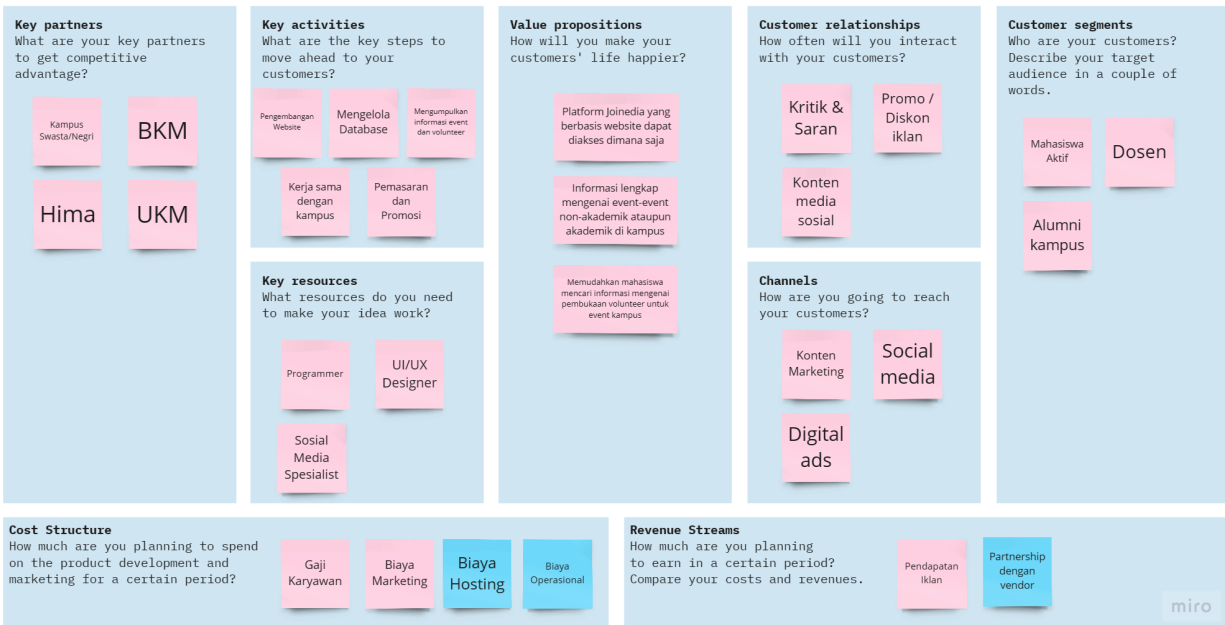 Key partners
What are your key partners
to get competitive
advantage?
Kampus
Swasta/Negri
BKM
Hima
UKM
Key activities
What are the key steps to
move ahead to your
customers?
Pengembangan
Website
Mengelola
Database
Mengumpulkan
informasi event
dan volunteer
Kerja sama
dengan
kampus
Pemasaran
dan
Promosi
Key resources
What resources do you need
to make your idea work?
Programmer
UI/UX
Designer
Sosial
Media
Spesialist
Value propositions
How will you make your
customers' life happier?
Platform Joinedia yang
berbasis website dapat
diakses dimana saja
Informasi lengkap
mengenai event-event
non-akademik ataupun
akademik di kampus
Memudahkan mahasiswa
mencari informasi mengenai
pembukaan volunteer untuk
event kampus
Customer relationships
How often will you interact
with your customers?
Kritik &
Saran
Promo /
Diskon
iklan
Konten
media
sosial
Channels
How are you going to reach
your customers?
Konten
Marketing
Social
media
Digital
ads
Customer segments
Who are your customers?
Describe your target
audience in a couple of
words.
Mahasiswa
Aktif
Dosen
Alumni
kampus
Cost Structure
How much are you planning to spend
on the product development and
marketing for a certain period?
Gaji
Karyawan
Biaya
Marketing
Biaya
Hosting
Biaya
Operasional
Revenue Streams
How much are you planning
to earn in a certain period?
Compare your costs and revenues.
Pendapatan
Iklan
Partnership
dengan
vendor
miro